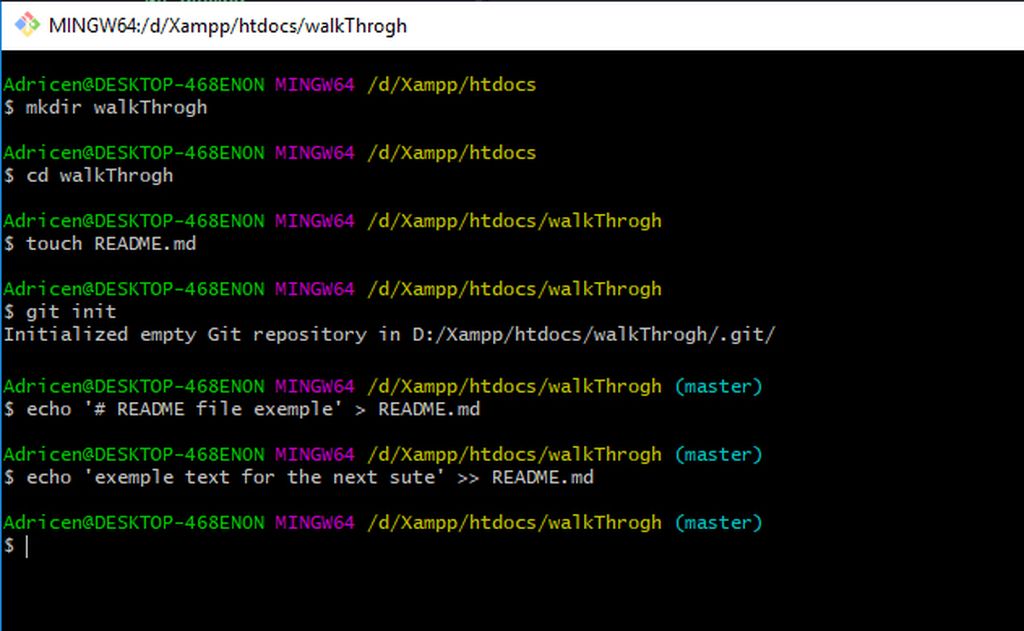 MINGW64:/d/Xampp/htdocs/walkThrogh
Adricen@DESKTOP-468ENON MINGW64 /d/Xampp/htdocs
$ mkdir walkThrogh
Adricen@DESKTOP-468ENON MINGW64 /d/Xampp/htdocs
$ cd walkThrogh
Adricen@DESKTOP-468ENON MINGW64 /d/Xampp/htdocs/walkThrogh
$ touch README.md
Adricen@DESKTOP-468ENON MINGW64 /d/Xampp/htdocs/walkThrogh
$ git init
Initialized empty Git repository in D:/Xampp/htdocs/walkThrogh/.git/
Adricen@DESKTOP-468ENON MINGW64 /d/Xampp/htdocs/walkThrogh (master)
$ echo '# README file exemple' > README.md
Adricen@DESKTOP-468ENON MINGW64 /d/Xampp/htdocs/walkThrogh (master)
$ echo 'exemple text for the next sute' >> README.md
Adricen@DESKTOP-468ENON MINGW64 /d/Xampp/htdocs/walkThrogh (master)
$